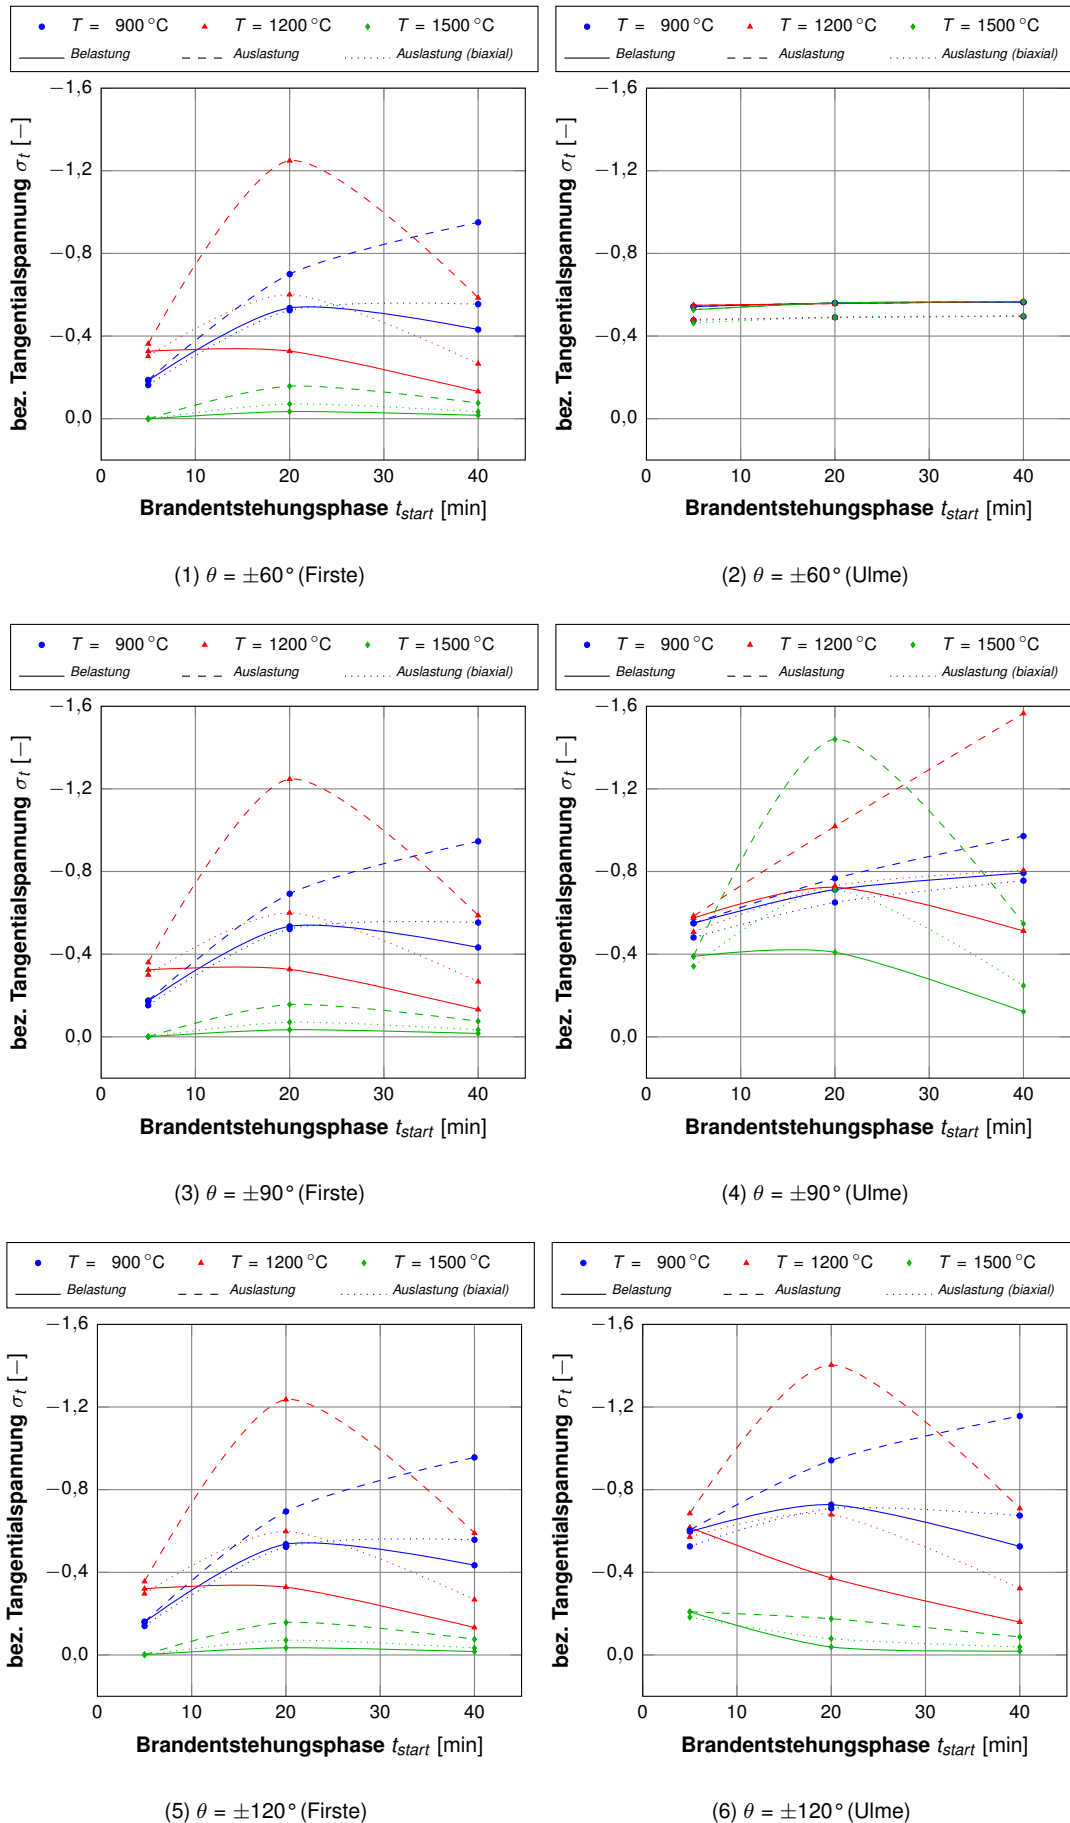 T = 900 °C T = 1200 °C T = 1500 °C
Belastung Auslastung Auslastung (biaxial)
−1,6
−1,2
−0,8
−0,4
0,0
bez. Tangentialspannung σt [−]
0 10 20 30 40
Brandentstehungsphase tstart [min]
(1) θ = ±60° (Firste)
T = 900 °C T = 1200 °C T = 1500 °C
Belastung Auslastung Auslastung (biaxial)
−1,6
−1,2
−0,8
−0,4
0,0
bez. Tangentialspannung σt [−]
0 10 20 30 40
Brandentstehungsphase tstart [min]
(2) θ = ±60° (Ulme)
T = 900 °C T = 1200 °C T = 1500 °C
Belastung Auslastung Auslastung (biaxial)
−1,6
−1,2
−0,8
−0,4
0,0
bez. Tangentialspannung σt [−]
0 10 20 30 40
Brandentstehungsphase tstart [min]
(3) θ = ±90° (Firste)
T = 900 °C T = 1200 °C T = 1500 °C
Belastung Auslastung Auslastung (biaxial)
−1,6
−1,2
−0,8
−0,4
0,0
bez. Tangentialspannung σt [−]
0 10 20 30 40
Brandentstehungsphase tstart [min]
(4) θ = ±90° (Ulme)
T = 900 °C T = 1200 °C T = 1500 °C
Belastung Auslastung Auslastung (biaxial)
−1,6
−1,2
−0,8
−0,4
0,0
bez. Tangentialspannung σt [−]
0 10 20 30 40
Brandentstehungsphase tstart [min]
(5) θ = ±120° (Firste)
T = 900 °C T = 1200 °C T = 1500 °C
Belastung Auslastung Auslastung (biaxial)
−1,6
−1,2
−0,8
−0,4
0,0
bez. Tangentialspannung σt [−]
0 10 20 30 40
Brandentstehungsphase tstart [min]
(6) θ = ±120° (Ulme)